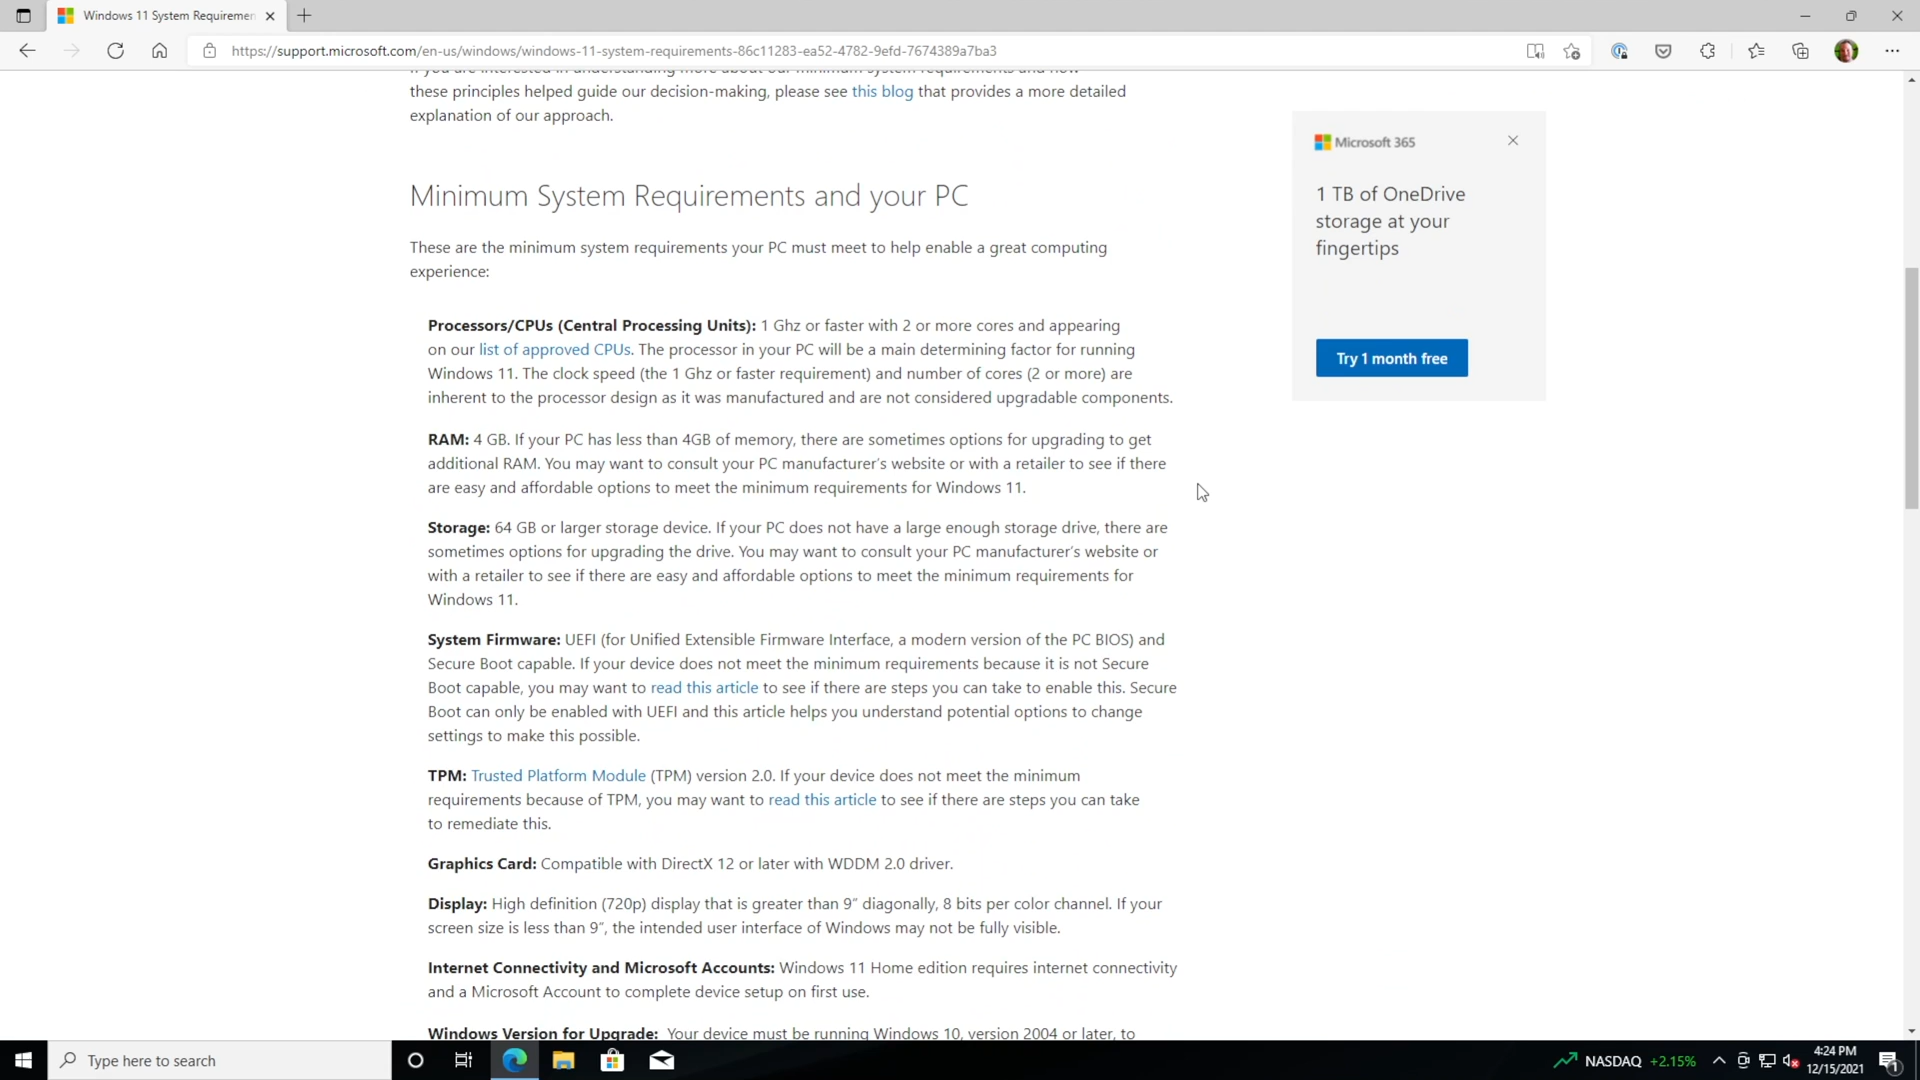 Windows 11 System Requiremen
https://support.microsoft.com/en-us/windows/windows-11-system-requirements-86c11283-ea52-4782-9efd-7674389a7ba3
If you are interested in understanding more about our minimum system requirements and how
these principles helped guide our decision-making, please see this blog that provides a more detailed
explanation of our approach.
Microsoft 365
1 TB of OneDrive
storage at your
fingertips
Try 1 month free
Minimum System Requirements and your PC
These are the minimum system requirements your PC must meet to help enable a great computing
experience:
Processors/CPUs (Central Processing Units): 1 Ghz or faster with 2 or more cores and appearing
on our list of approved CPUs. The processor in your PC will be a main determining factor for running
Windows 11. The clock speed (the 1 Ghz or faster requirement) and number of cores (2 or more) are
inherent to the processor design as it was manufactured and are not considered upgradable components.
RAM: 4 GB. If your PC has less than 4GB of memory, there are sometimes options for upgrading to get
additional RAM. You may want to consult your PC manufacturer's website or with a retailer to see if there
are easy and affordable options to meet the minimum requirements for Windows 11.
Storage: 64 GB or larger storage device. If your PC does not have a large enough storage drive, there are
sometimes options for upgrading the drive. You may want to consult your PC manufacturer's website or
with a retailer to see if there are easy and affordable options to meet the minimum requirements for
Windows 11.
System Firmware: UEFI (for Unified Extensible Firmware Interface, a modern version of the PC BIOS) and
Secure Boot capable. If your device does not meet the minimum requirements because it is not Secure
Boot capable, you may want to read this article to see if there are steps you can take to enable this. Secure
Boot can only be enabled with UEFI and this article helps you understand potential options to change
settings to make this possible.
TPM: Trusted Platform Module (TPM) version 2.0. If your device does not meet the minimum
requirements because of TPM, you may want to read this article to see if there are steps you can take
to remediate this.
Graphics Card: Compatible with DirectX 12 or later with WDDM 2.0 driver.
Display: High definition (720p) display that is greater than 9" diagonally, 8 bits per color channel. If your
screen size is less than 9", the intended user interface of Windows may not be fully visible.
Internet Connectivity and Microsoft Accounts: Windows 11 Home edition requires internet connectivity
and a Microsoft Account to complete device setup on first use.
Windows Version for Upgrade: Your device must be running Windows 10, version 2004 or later, to
Type here to search
NASDAQ +2.15%
4:24 PM
12/15/2021
1